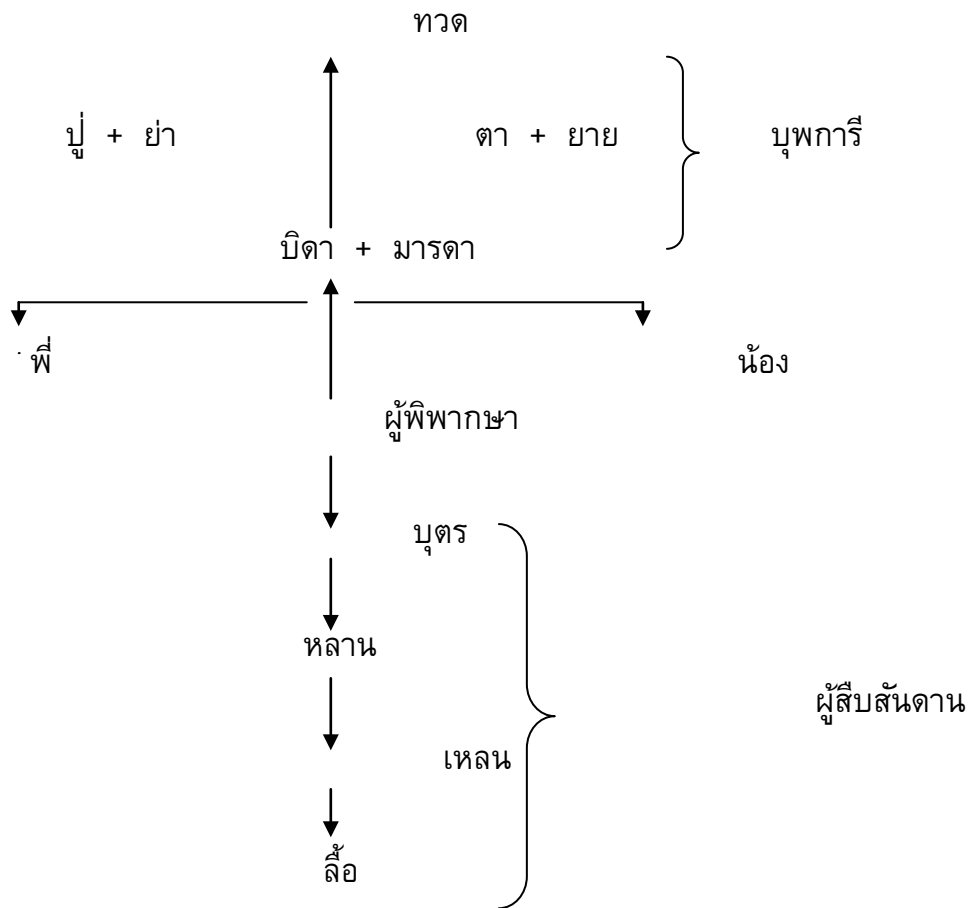 ทวด
ปู่ + ย่า ตา + ยาย บุพการี
บิดา + มารดา
พี่ น้อง
ผู้พิพากษา
บุตร
หลาน
ผู้สืบสันดาน
เหลน
ลื้อ